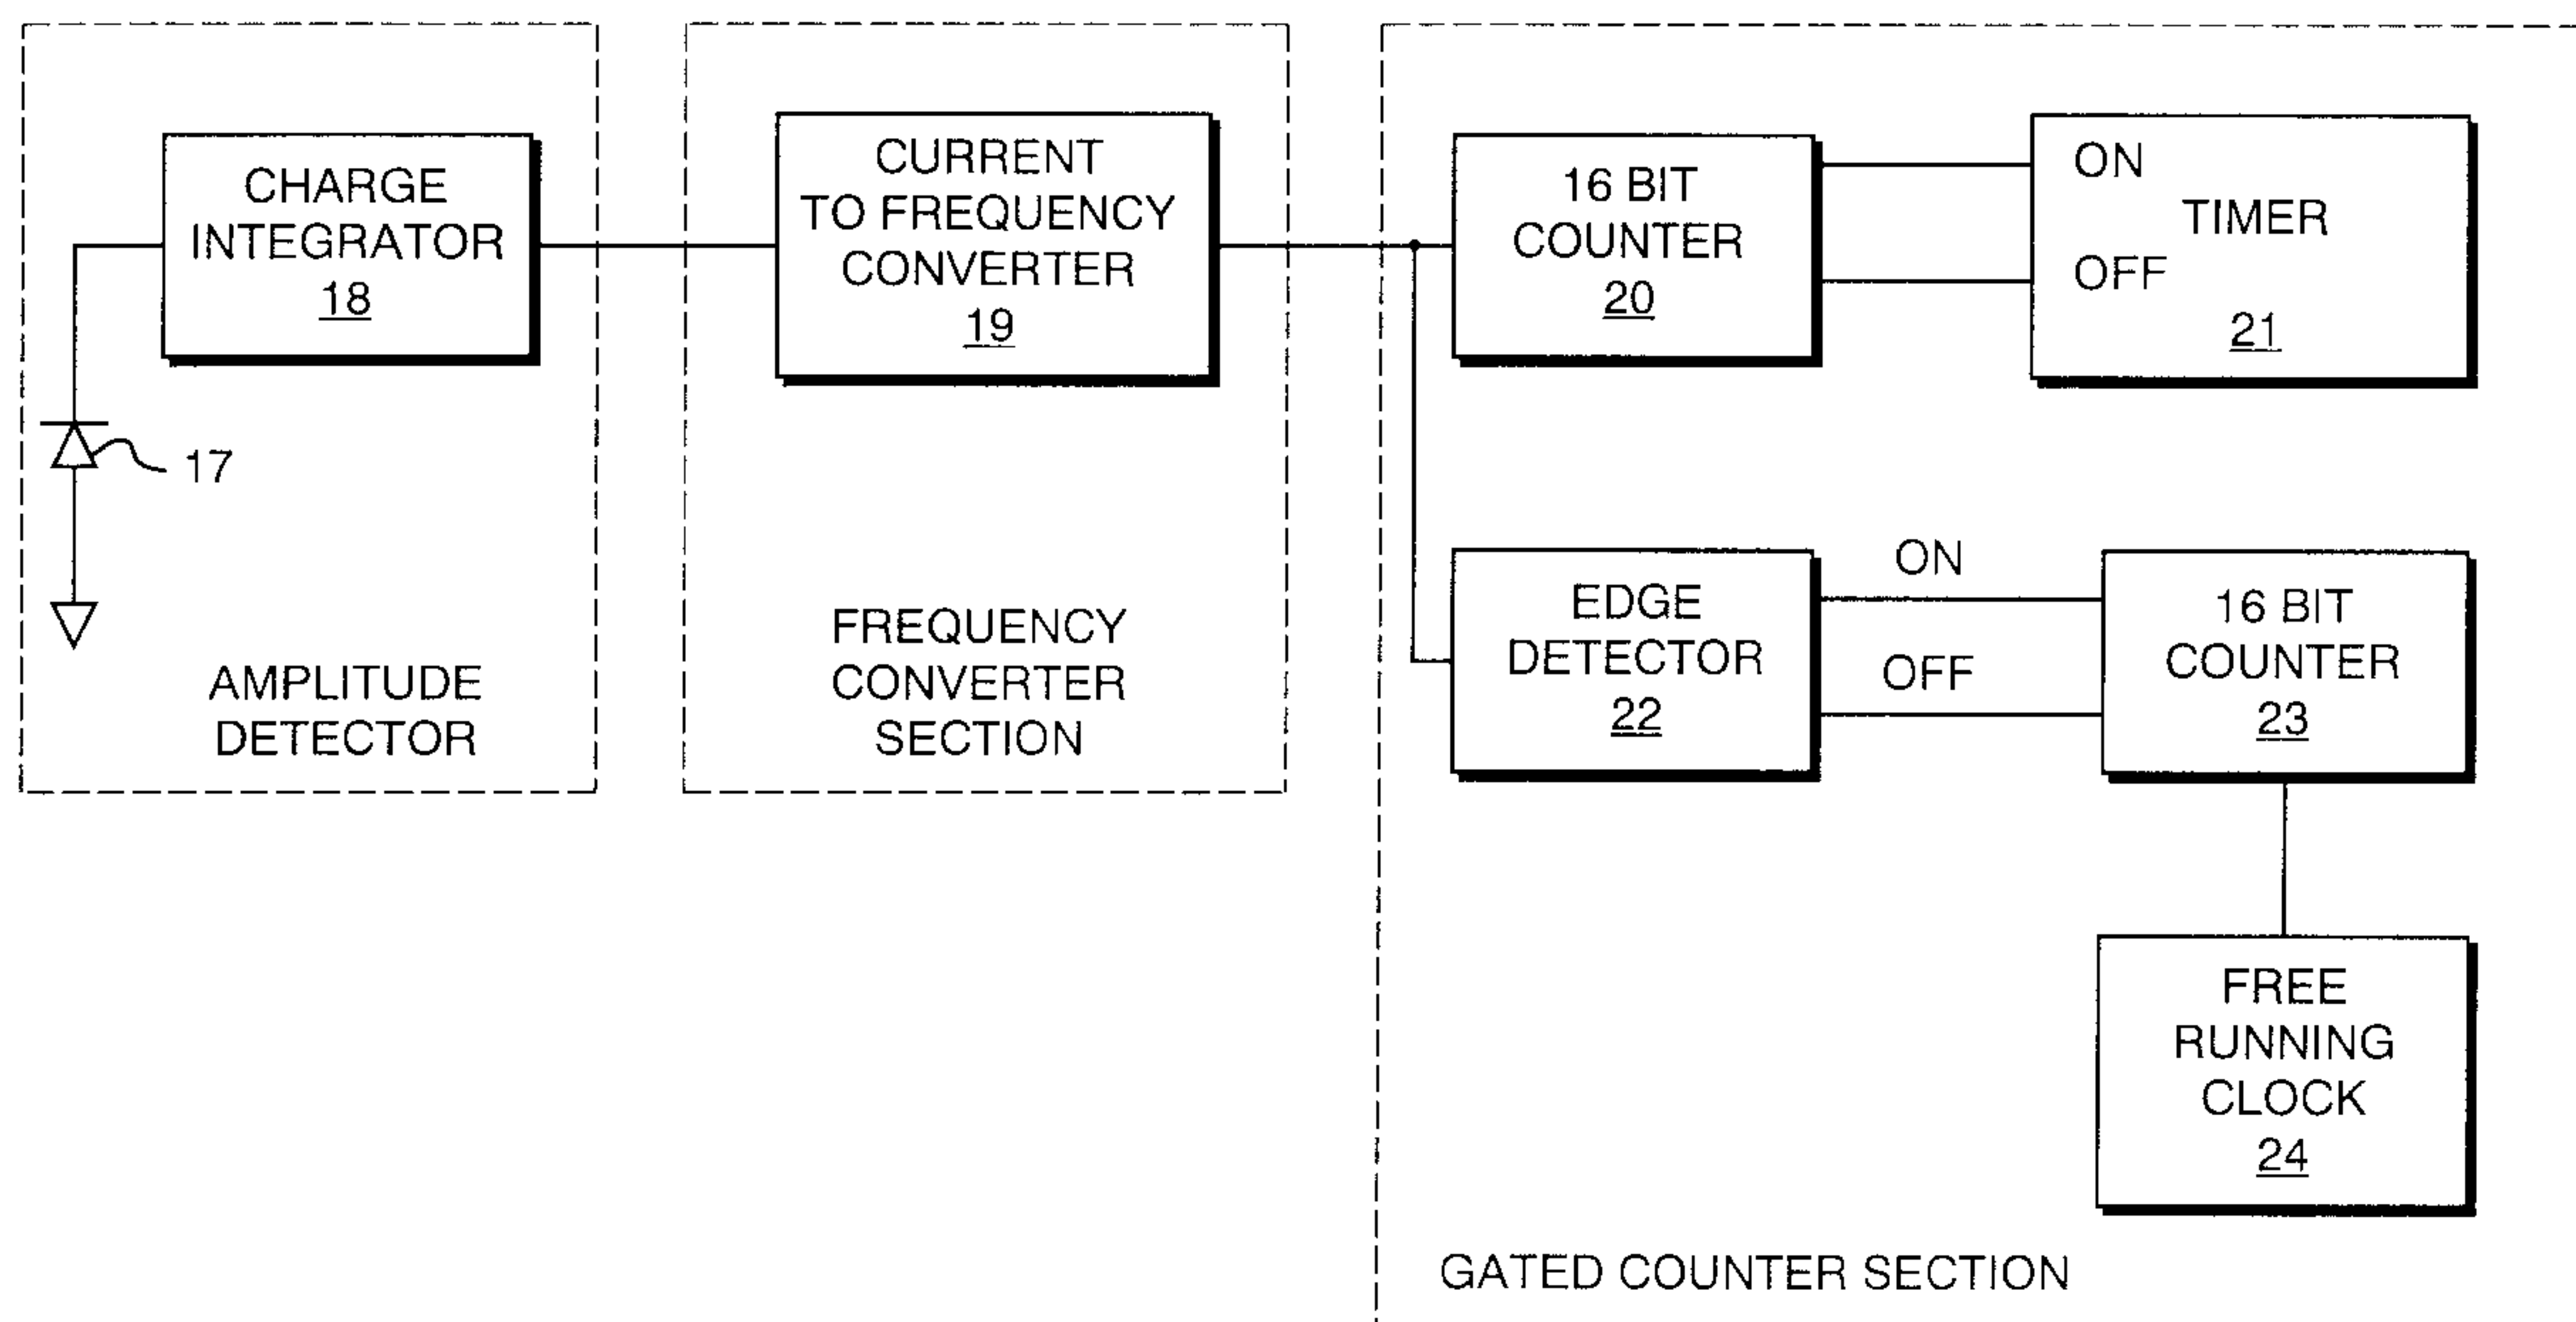 CHARGE
INTEGRATOR
18
17
AMPLITUDE
DETECTOR
CURRENT
TO FREQUENCY
CONVERTER
19
FREQUENCY
CONVERTER
SECTION
16 BIT
COUNTER
20
ON
TIMER
OFF
21
EDGE
DETECTOR
22
ON
OFF
16 BIT
COUNTER
23
FREE
RUNNING
CLOCK
24
GATED COUNTER SECTION